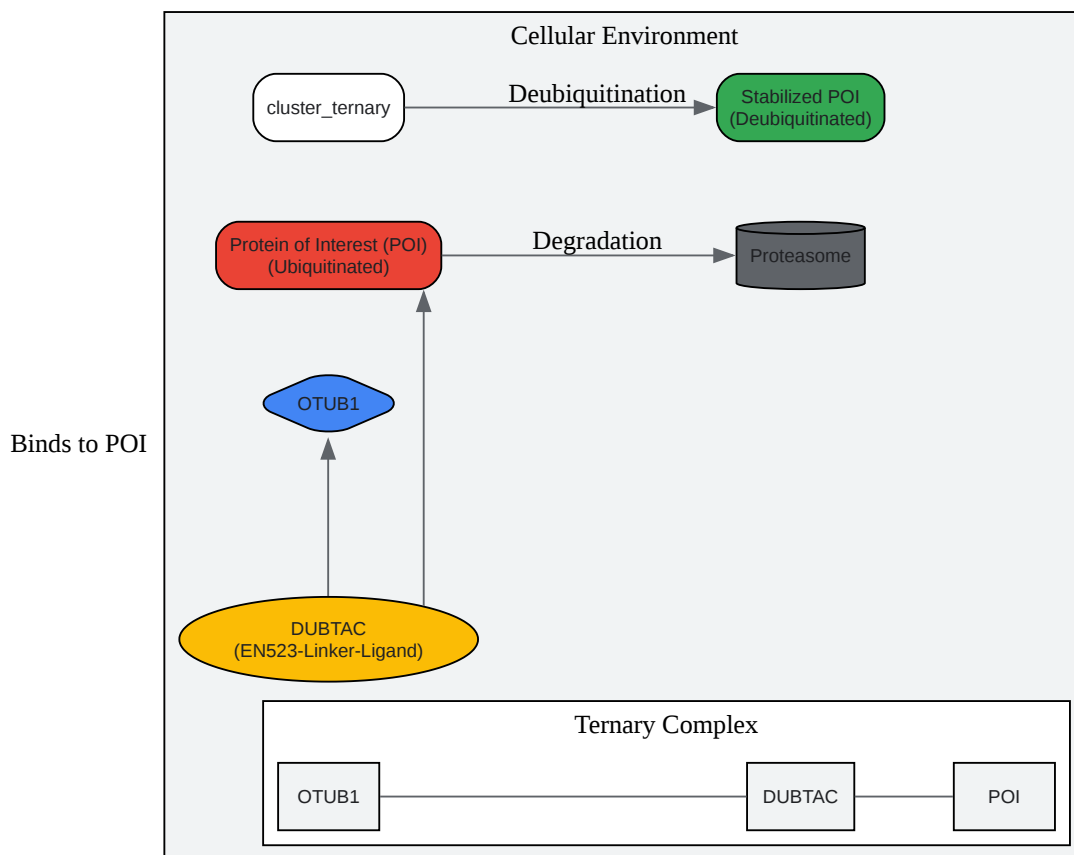 Cellular Environment
cluster_ternary
Deubiquitination
Stabilized POI
(Deubiquitinated)
Protein of Interest (POI)
(Ubiquitinated)
Degradation
Proteasome
OTUB1
Binds to POI
DUBTAC
(EN523-Linker-Ligand)
Ternary Complex
OTUB1
DUBTAC
POI